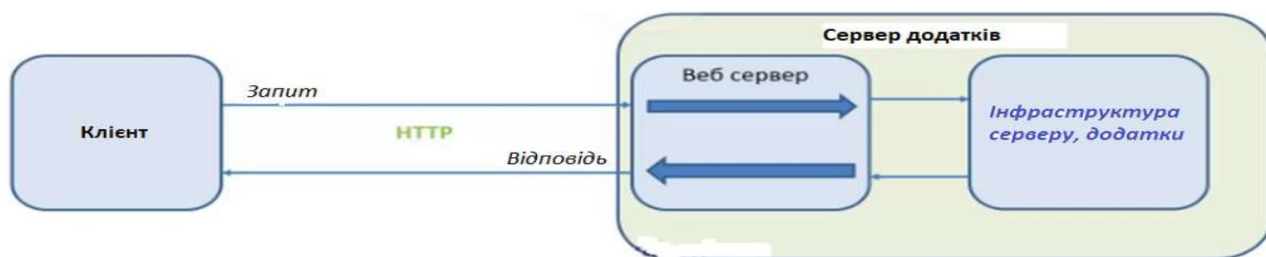 Сервер додатків
Веб сервер
Запит
Клієнт
HTTP
Інфраструктура
серверу, додатки
Відповідь